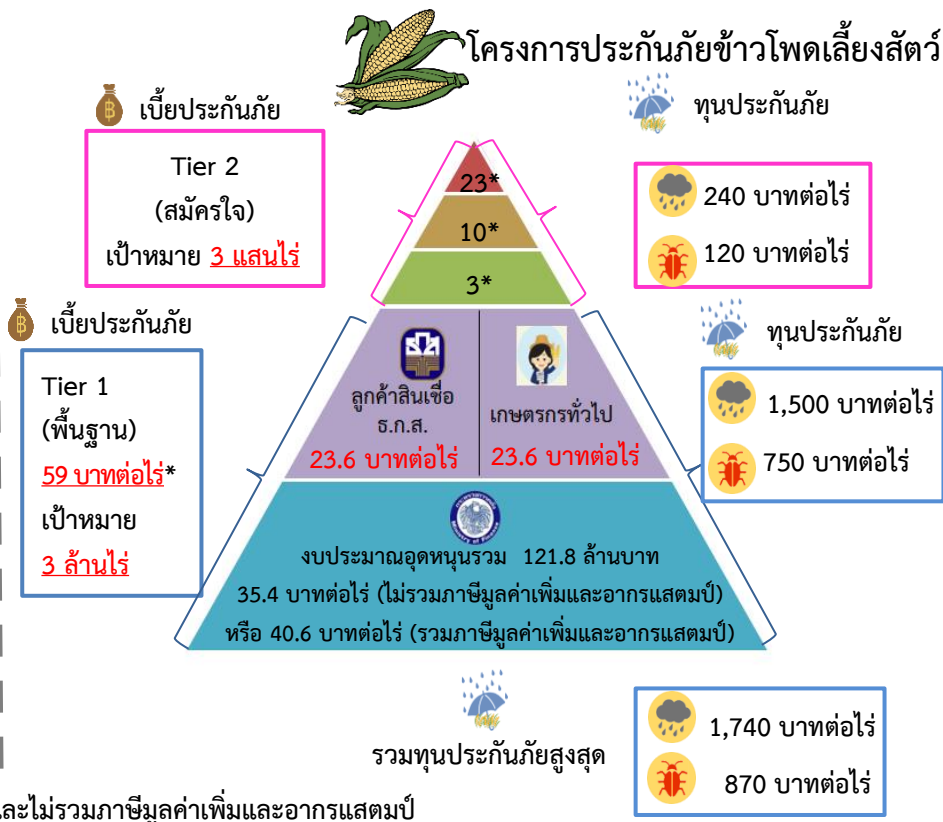 โครงการประกันภัยข้าวโพดเลี้ยงสัตว์
เบี้ยประกันภัย
ทุนประกันภัย
Tier 2
(สมัครใจ)
เป้าหมาย 3 แสนไร่
23*
10*
3*
240 บาทต่อไร่
120 บาทต่อไร่
เบี้ยประกันภัย
ทุนประกันภัย
Tier 1
(พื้นฐาน)
59 บาทต่อไร่*
เป้าหมาย
3 ล้านไร่
ลูกค้าสินเชื่อ
ธ.ก.ส.
23.6 บาทต่อไร่
เกษตรกรทั่วไป
23.6 บาทต่อไร่
1,500 บาทต่อไร่
750 บาทต่อไร่
งบประมาณอุดหนุนรวม 121.8 ล้านบาท
35.4 บาทต่อไร่ (ไม่รวมภาษีมูลค่าเพิ่มและอากรแสตมป์)
หรือ 40.6 บาทต่อไร่ (รวมภาษีมูลค่าเพิ่มและอากรแสตมป์)
รวมทุนประกันภัยสูงสุด
1,740 บาทต่อไร่
870 บาทต่อไร่
และไม่รวมภาษีมูลค่าเพิ่มและอากรแสตมป์